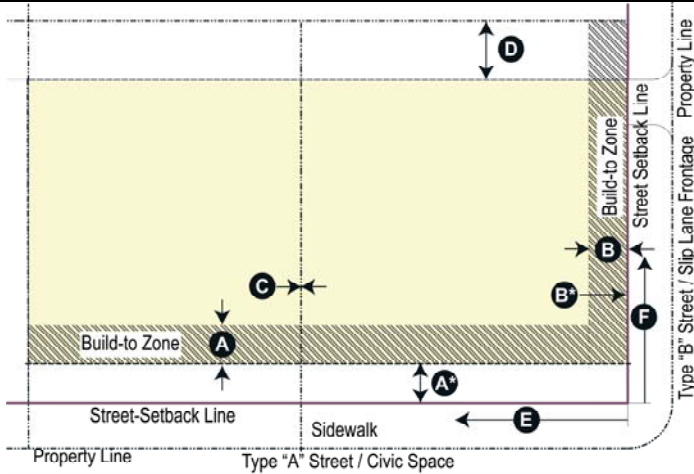 D
Property Line
Build-to Zone
Street Setback Line
B
C
B*
F
Type "B" Street / Slip Lane Frontage
Build-to Zone
A
A*
Street-Setback Line
E
Sidewalk
Property Line
Type "A" Street / Civic Space